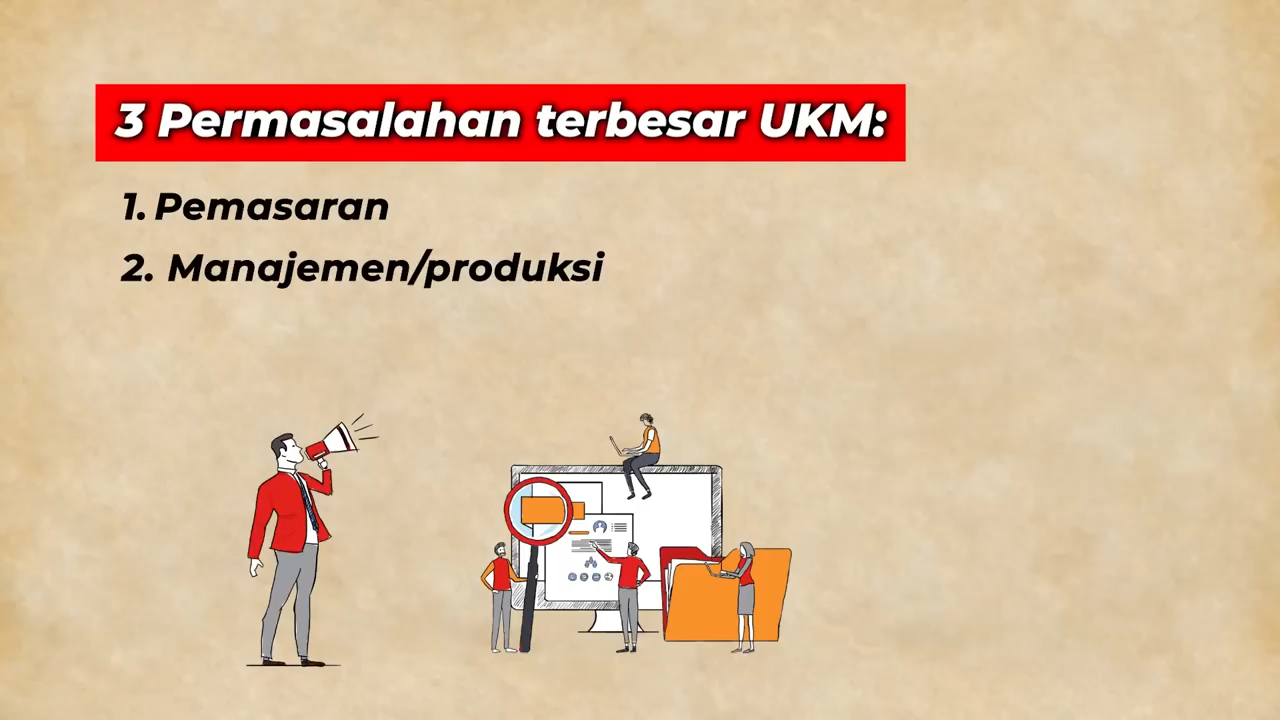 3 Permasalahan terbesar UKM:
1. Pemasaran
2. Manajemen/produksi